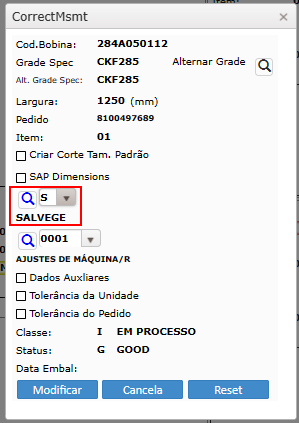 CorrectMsmt ×
Cod.Bobina: 284A050112
Grade Spec CKF285 Alternar Grade
Alt. Grade Spec: CKF285
Largura: 1250 (mm)
Pedido 8100497689
Item: 01
Criar Corte Tam. Padrão
SAP Dimensions
S
SALVEGE
0001
AJUSTES DE MÁQUINA/R
Dados Auxliares
Tolerância da Unidade
Tolerância do Pedido
Classe: I EM PROCESSO
Status: G GOOD
Data Embal:
Modificar Cancela Reset